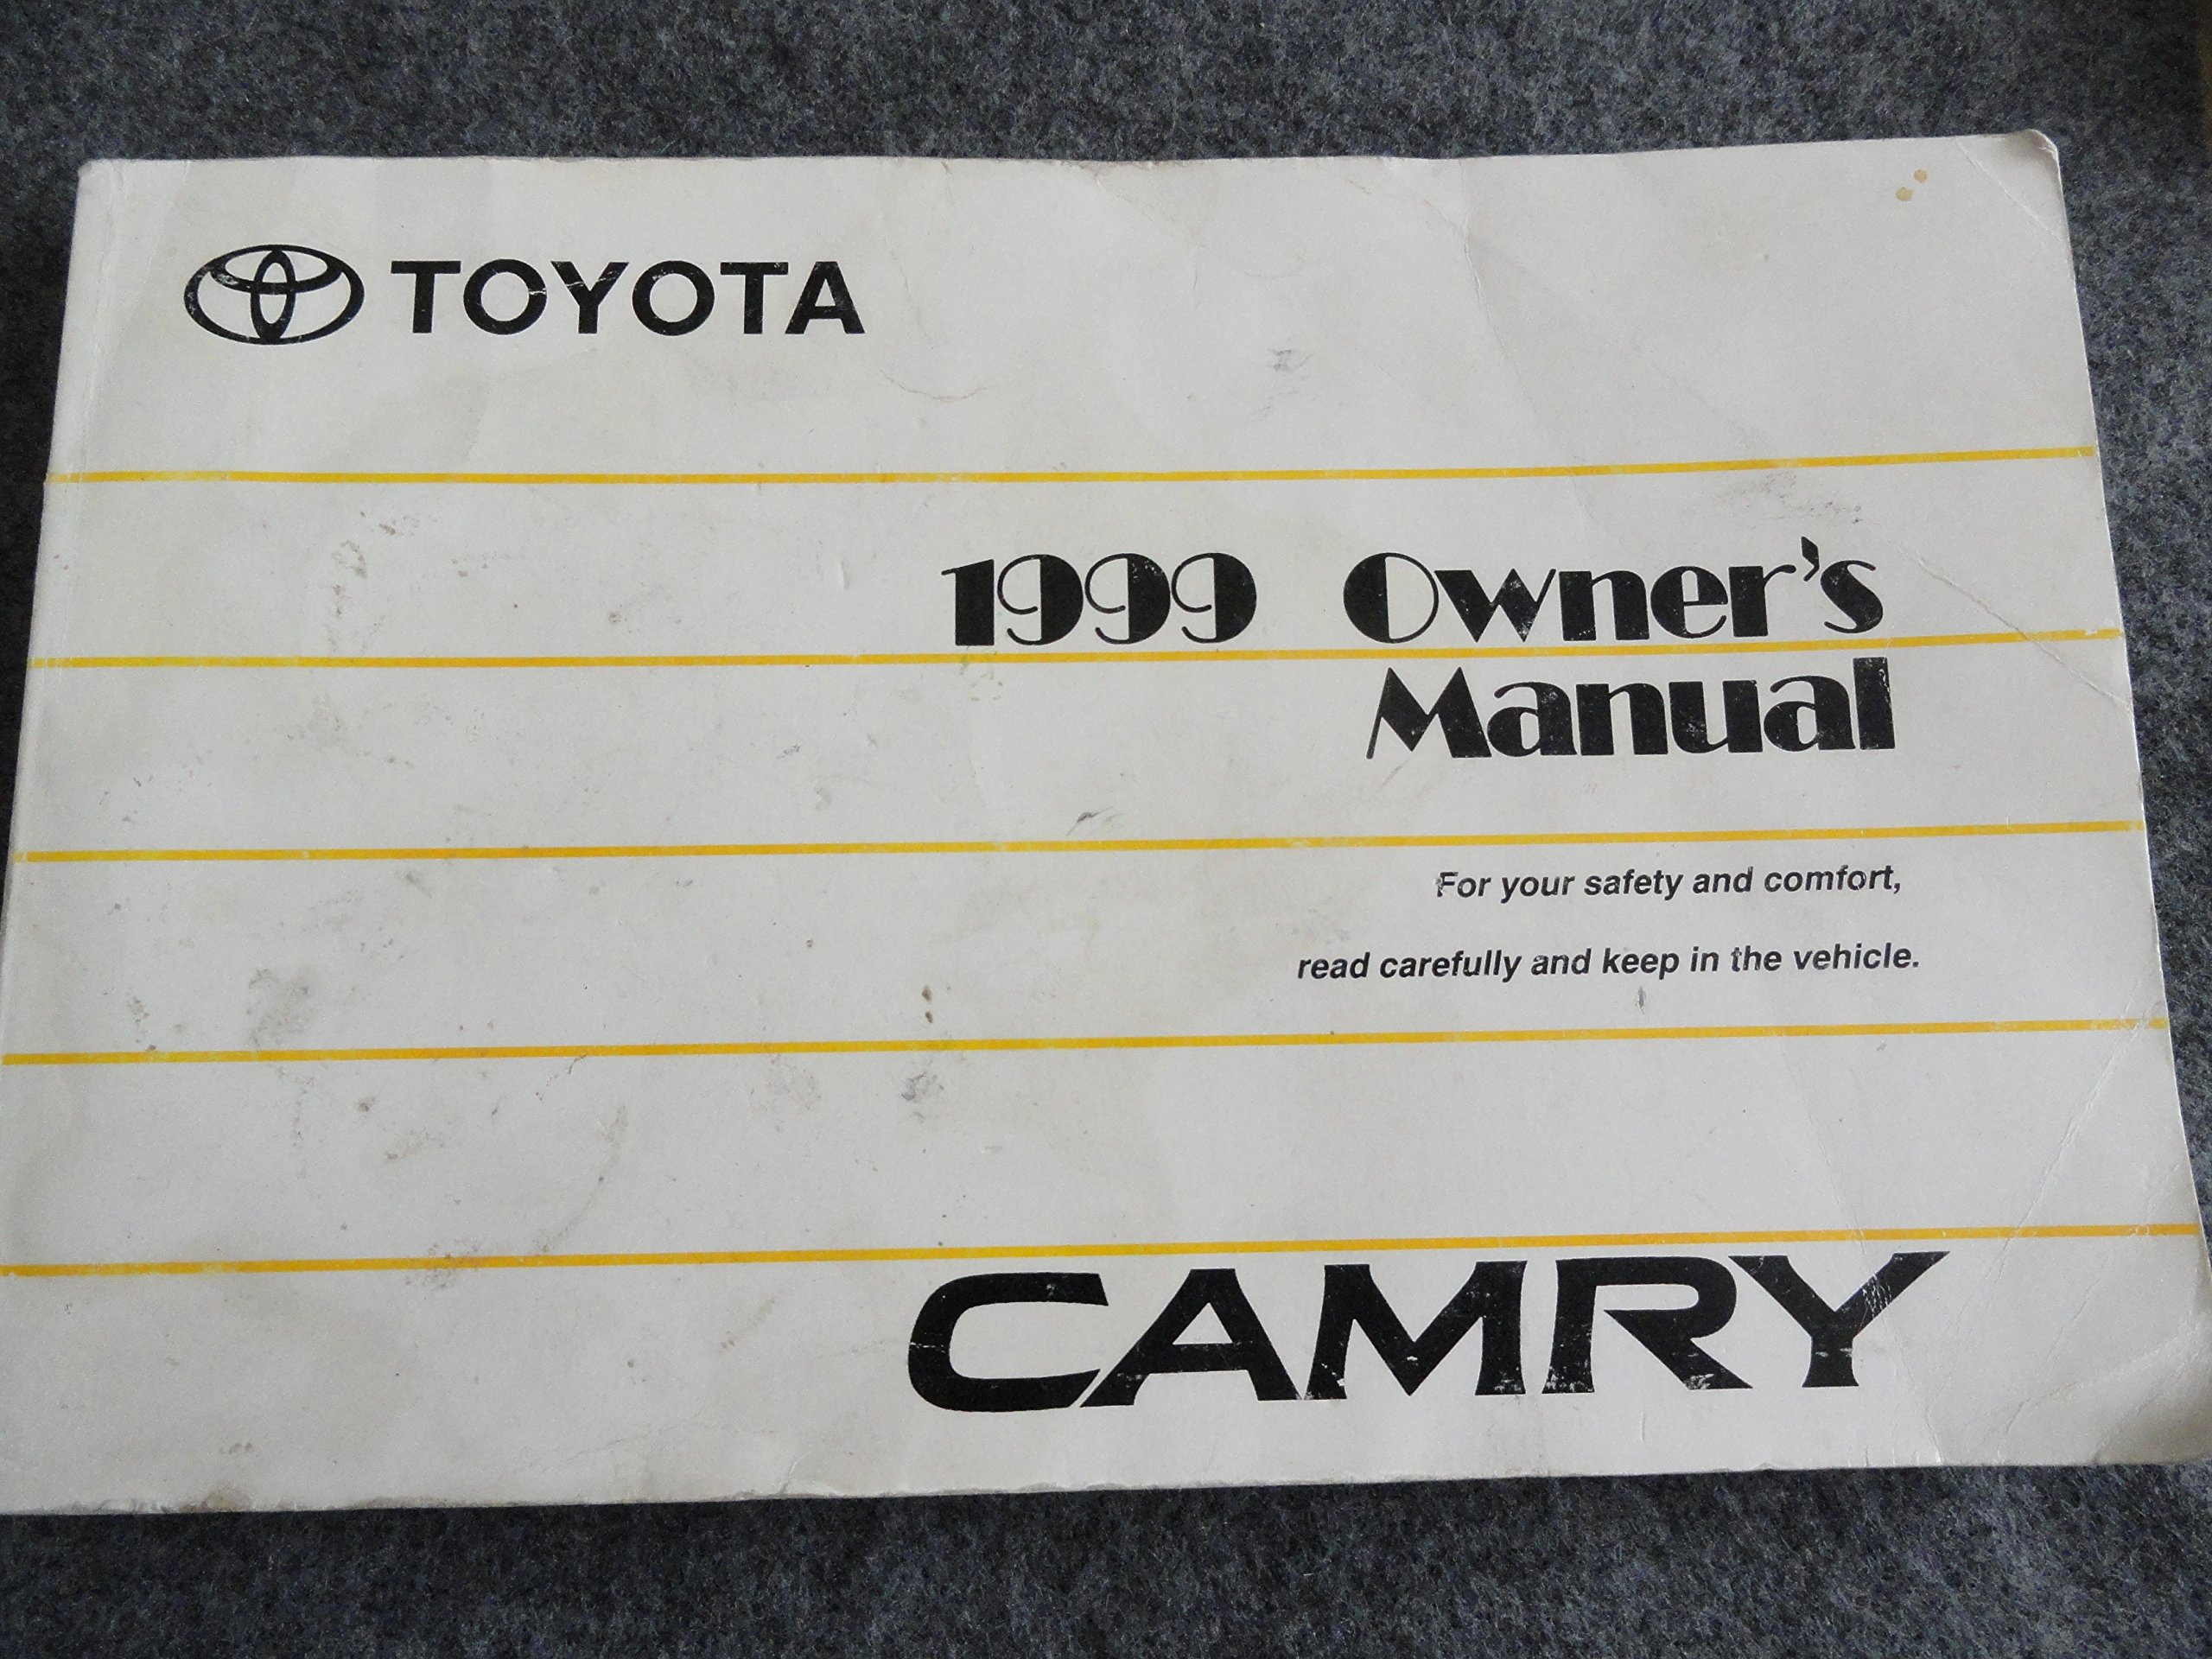 TOYOTA
1999 Owner's
Manual
For your safety and comfort,
read carefully and keep in the vehicle.
CAMRY